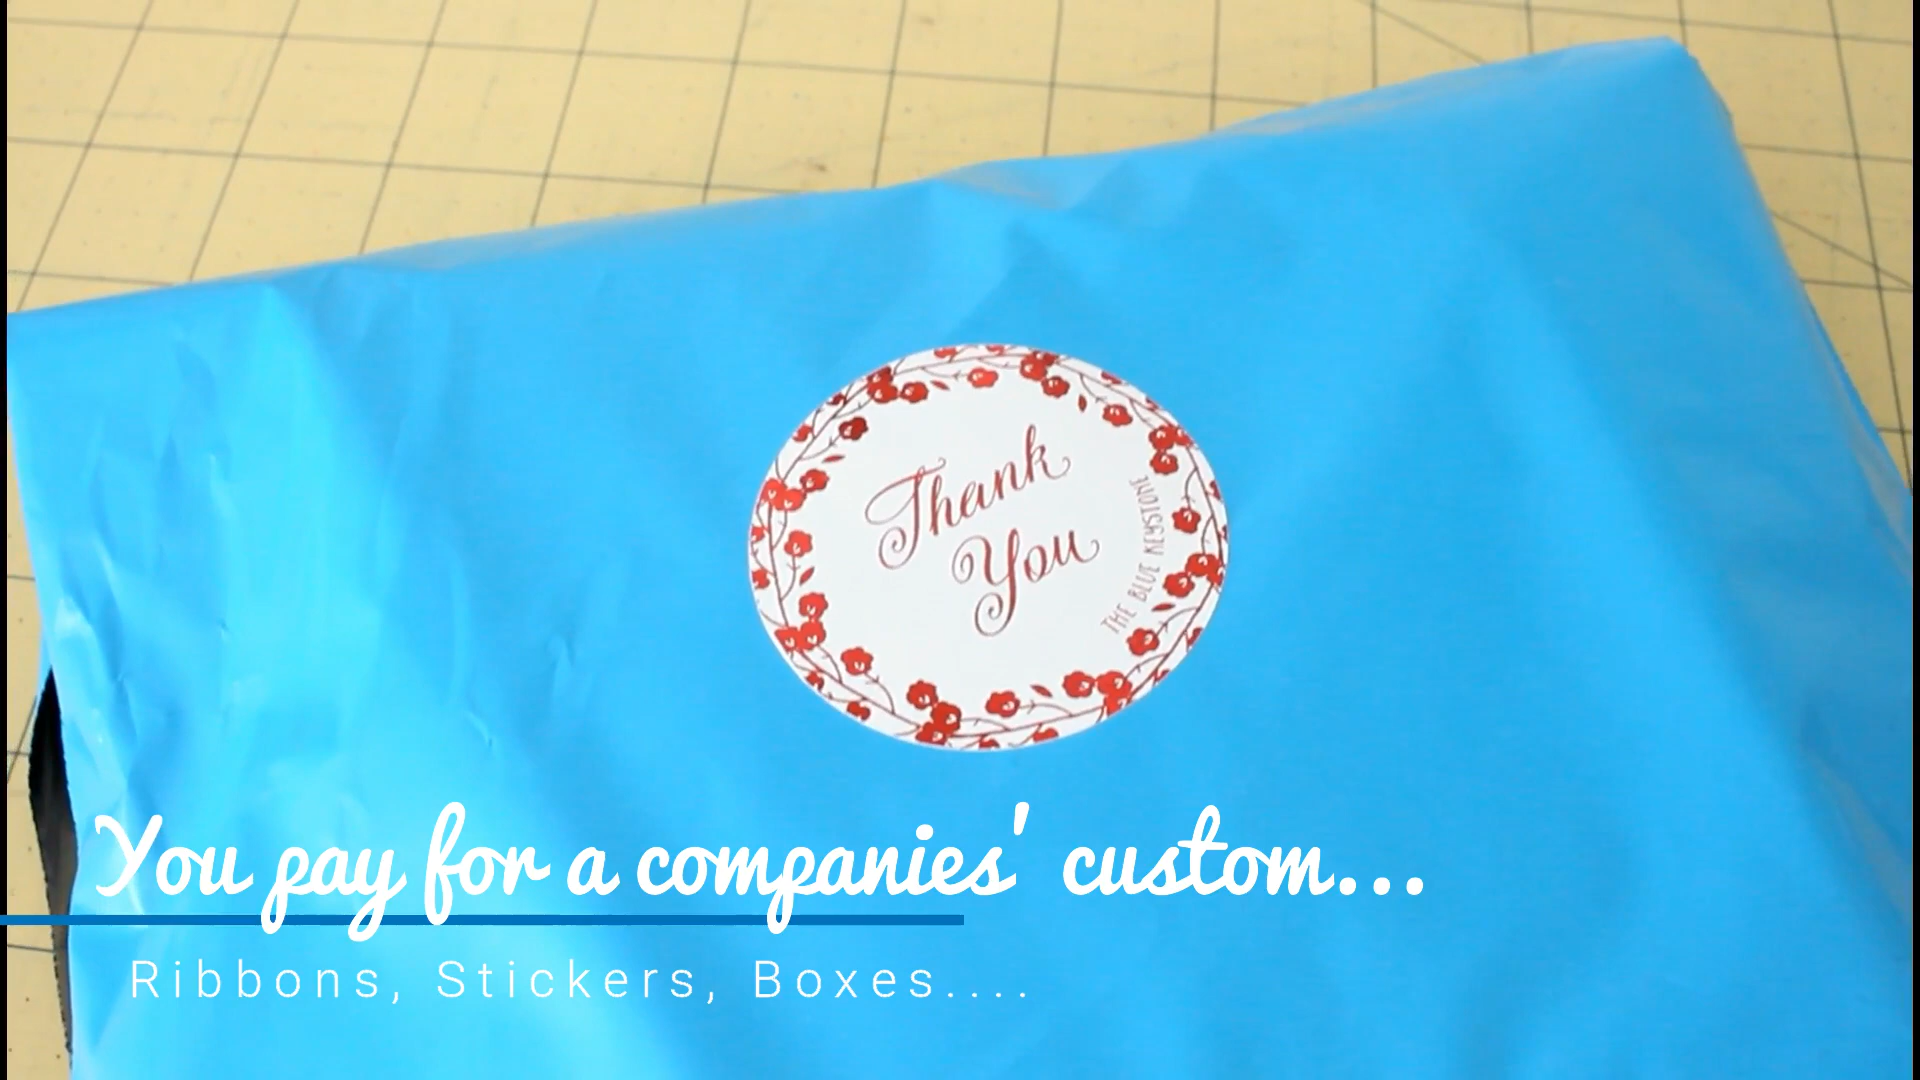 Thank
You
THE BLUE KEYSTONE
You pay for a companies' custom...
Ribbons, Stickers, Boxes....